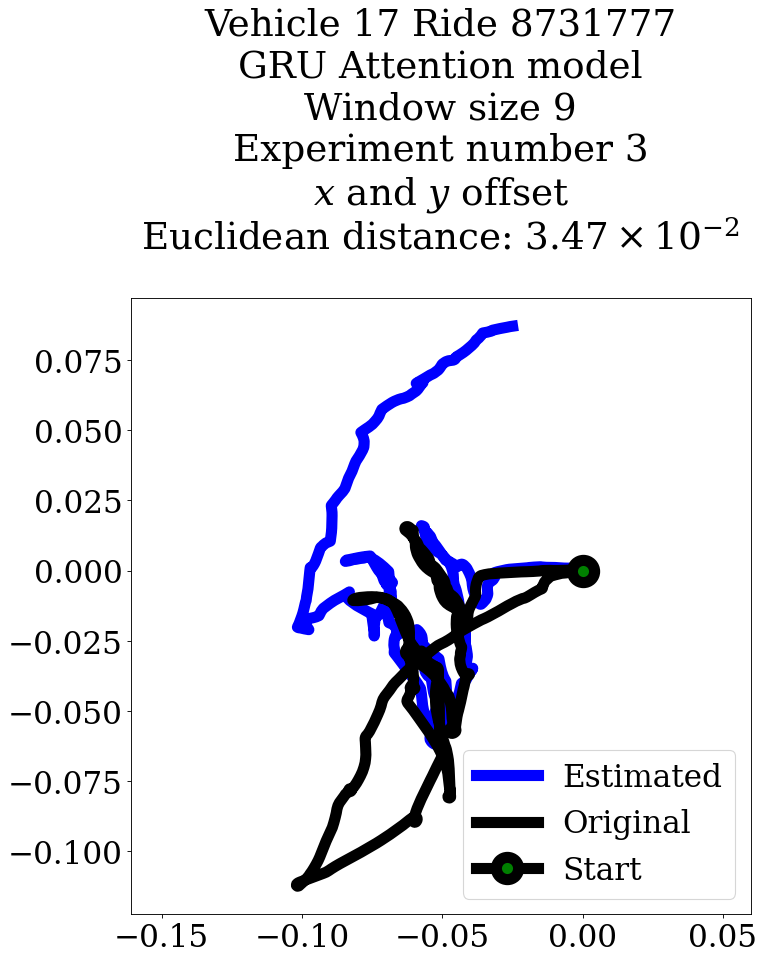 Vehicle 17 Ride 8731777
GRU Attention model
Window size 9
Experiment number 3
x and y offset
Euclidean distance: 3.47 × 10⁻²
0.075
0.050
0.025
0.000
−0.025
−0.050
−0.075
−0.100
Estimated
Original
Start
−0.15 −0.10 −0.05 0.00 0.05